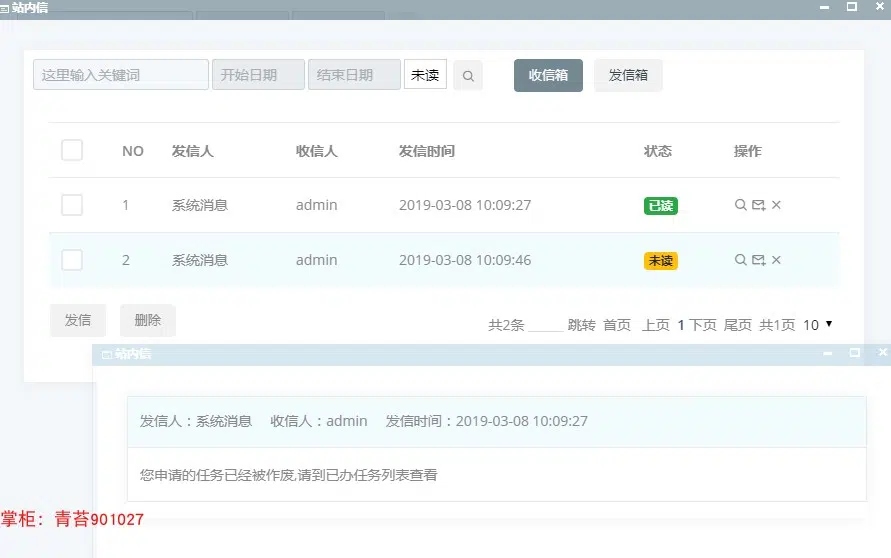 站内信
这里输入关键词 开始日期 结束日期 未读 收信箱 发信箱
NO 发信人 收信人 发信时间 状态 操作
1 系统消息 admin 2019-03-08 10:09:27 已读
2 系统消息 admin 2019-03-08 10:09:46 未读
发信 删除 共2条 跳转 首页 上页 1 下页 尾页 共1页 10
站内信
发信人：系统消息 收信人：admin 发信时间：2019-03-08 10:09:27
您申请的任务已经被作废,请到已办任务列表查看
掌柜：青苔901027